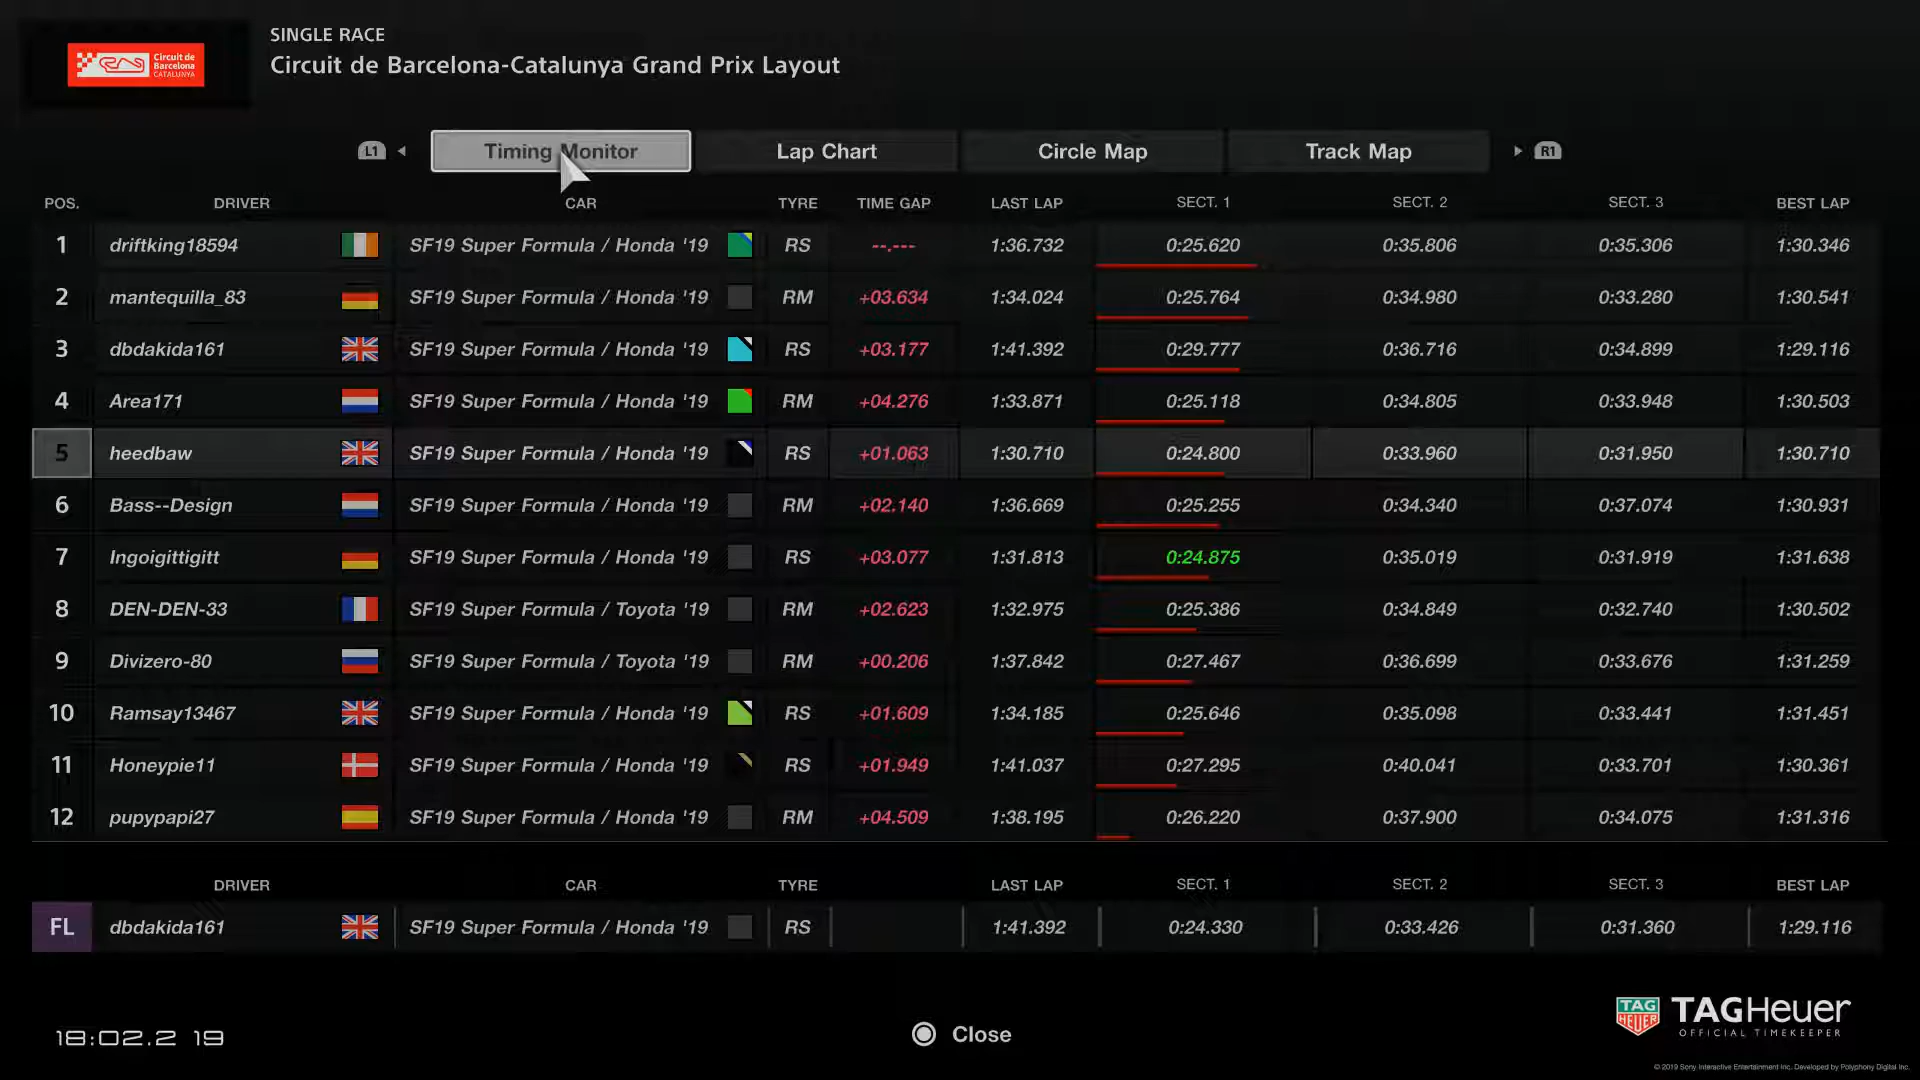 SINGLE RACE
Circuit de Barcelona CATALUNYA
Circuit de Barcelona-Catalunya Grand Prix Layout
L1 Timing Monitor Lap Chart Circle Map Track Map R1
POS. DRIVER CAR TYRE TIME GAP LAST LAP SECT. 1 SECT. 2 SECT. 3 BEST LAP
1 driftking18594 SF19 Super Formula / Honda '19 RS --.--- 1:36.732 0:25.620 0:35.806 0:35.306 1:30.346
2 mantequilla_83 SF19 Super Formula / Honda '19 RM +03.634 1:34.024 0:25.764 0:34.980 0:33.280 1:30.541
3 dbdakida161 SF19 Super Formula / Honda '19 RS +03.177 1:41.392 0:29.777 0:36.716 0:34.899 1:29.116
4 Area171 SF19 Super Formula / Honda '19 RM +04.276 1:33.871 0:25.118 0:34.805 0:33.948 1:30.503
5 heedbaw SF19 Super Formula / Honda '19 RS +01.063 1:30.710 0:24.800 0:33.960 0:31.950 1:30.710
6 Bass--Design SF19 Super Formula / Honda '19 RM +02.140 1:36.669 0:25.255 0:34.340 0:37.074 1:30.931
7 Ingoigittigitt SF19 Super Formula / Honda '19 RS +03.077 1:31.813 0:24.875 0:35.019 0:31.919 1:31.638
8 DEN-DEN-33 SF19 Super Formula / Toyota '19 RM +02.623 1:32.975 0:25.386 0:34.849 0:32.740 1:30.502
9 Divizero-80 SF19 Super Formula / Toyota '19 RM +00.206 1:37.842 0:27.467 0:36.699 0:33.676 1:31.259
10 Ramsay13467 SF19 Super Formula / Honda '19 RS +01.609 1:34.185 0:25.646 0:35.098 0:33.441 1:31.451
11 Honeypie11 SF19 Super Formula / Honda '19 RS +01.949 1:41.037 0:27.295 0:40.041 0:33.701 1:30.361
12 pupypapi27 SF19 Super Formula / Honda '19 RM +04.509 1:38.195 0:26.220 0:37.900 0:34.075 1:31.316
DRIVER CAR TYRE LAST LAP SECT. 1 SECT. 2 SECT. 3 BEST LAP
FL dbdakida161 SF19 Super Formula / Honda '19 RS 1:41.392 0:24.330 0:33.426 0:31.360 1:29.116
18:02.2 19
Close
TAG HEUER TAGHeuer
OFFICIAL TIMEKEEPER
© 2019 Sony Interactive Entertainment Inc. Developed by Polyphony Digital Inc.